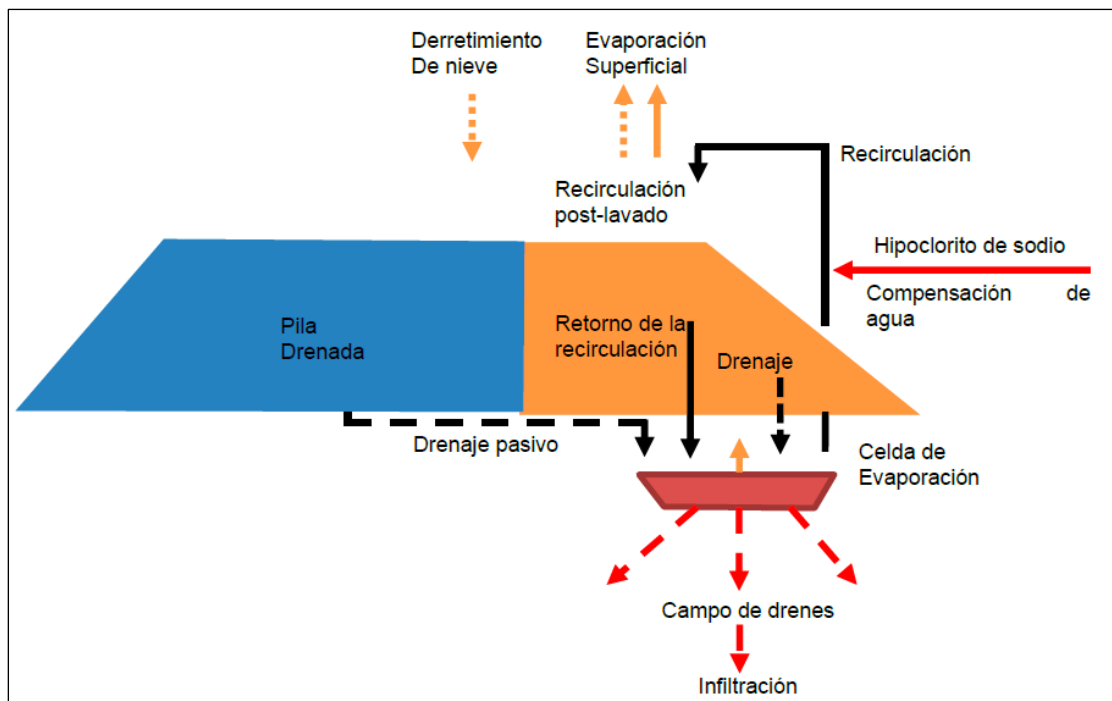 Derretimiento
De nieve
Evaporación
Superficial
Recirculación
Recirculación
post-lavado
Hipoclorito de sodio
Compensación de
agua
Pila
Drenada
Retorno de la
recirculación
Drenaje
Drenaje pasivo
Celda de
Evaporación
Campo de drenes
Infiltración